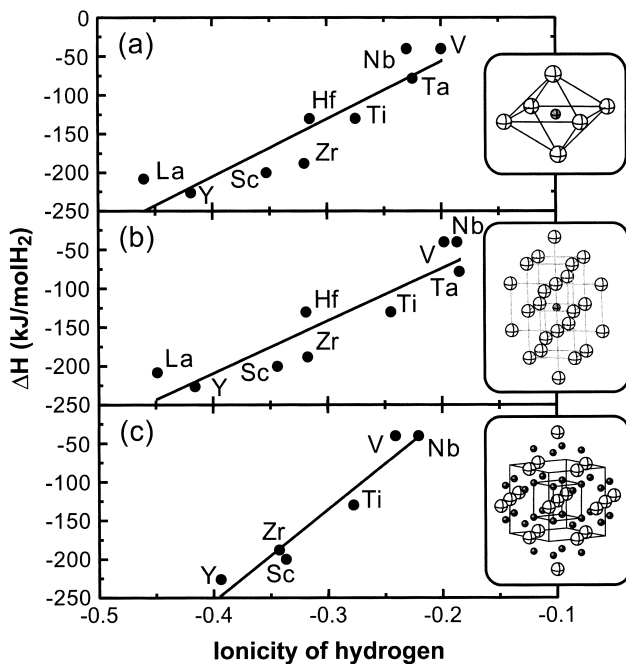 0
(a)
Nb
V
-50
Ta
-100
Hf
Ti
-150
Zr
-200
La
Sc
Y
-250
(b)
Nb
-50
V
Ta
-100
Hf
Ti
-150
Zr
La
Sc
-200
Y
-250
(c)
-50
V
Nb
-100
Ti
-150
Zr
-200
Sc
Y
-250
-0.5
-0.4
-0.3
-0.2
-0.1
ΔH (kJ/molH₂)
Ionicity of hydrogen